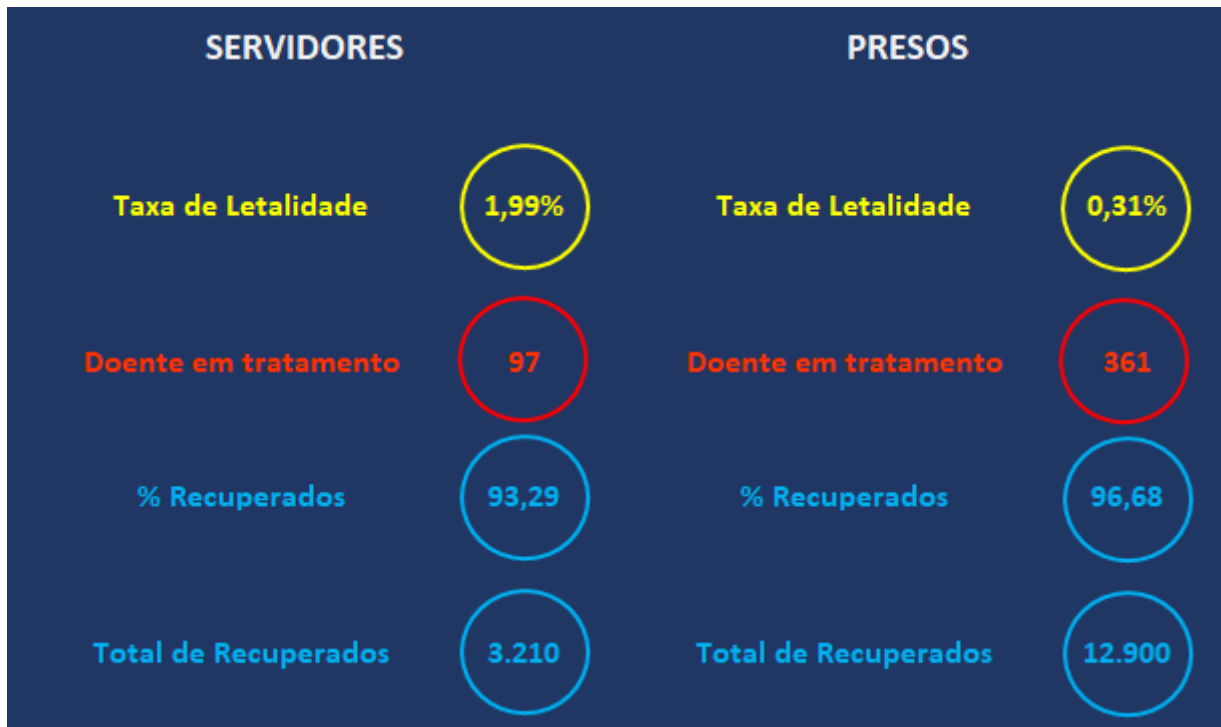 SERVIDORES
PRESOS
Taxa de Letalidade 1,99%
Taxa de Letalidade 0,31%
Doente em tratamento 97
Doente em tratamento 361
% Recuperados 93,29
% Recuperados 96,68
Total de Recuperados 3.210
Total de Recuperados 12.900